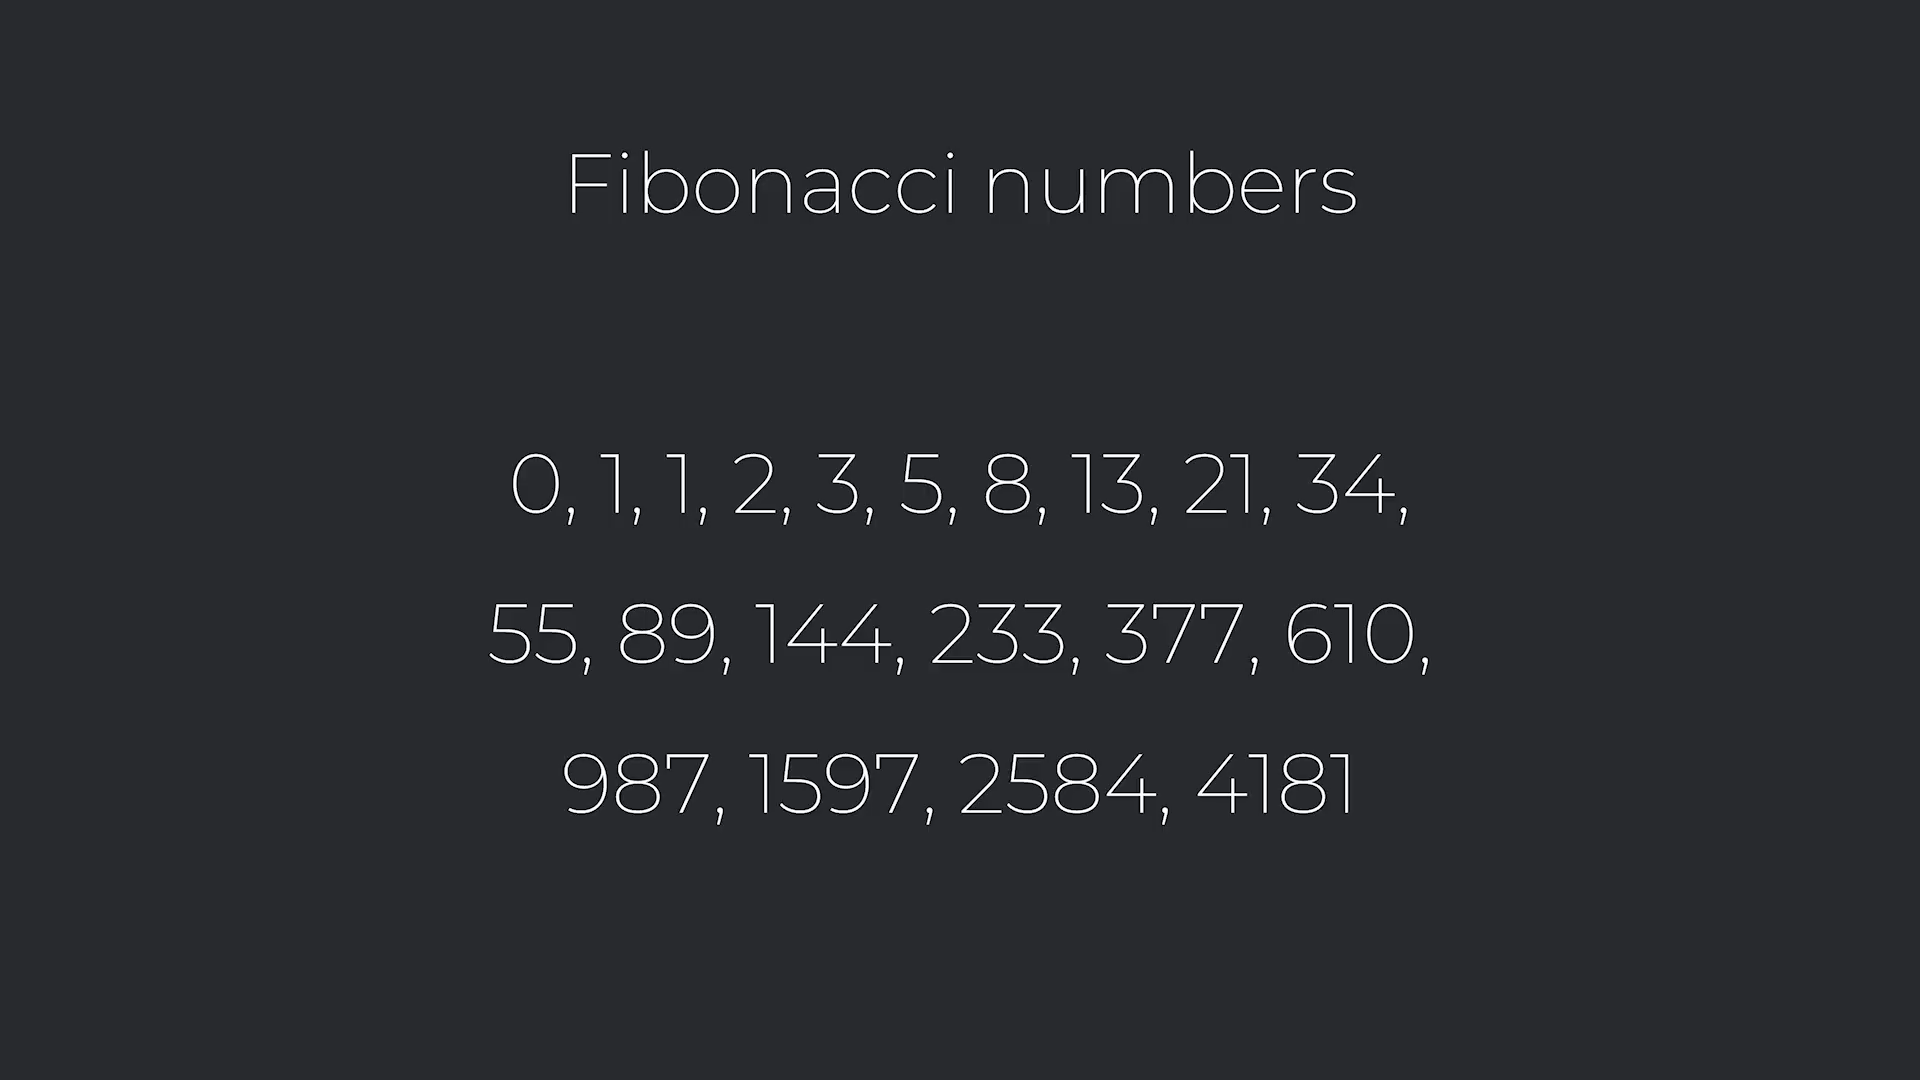 Fibonacci numbers
0, 1, 1, 2, 3, 5, 8, 13, 21, 34,
55, 89, 144, 233, 377, 610,
987, 1597, 2584, 4181